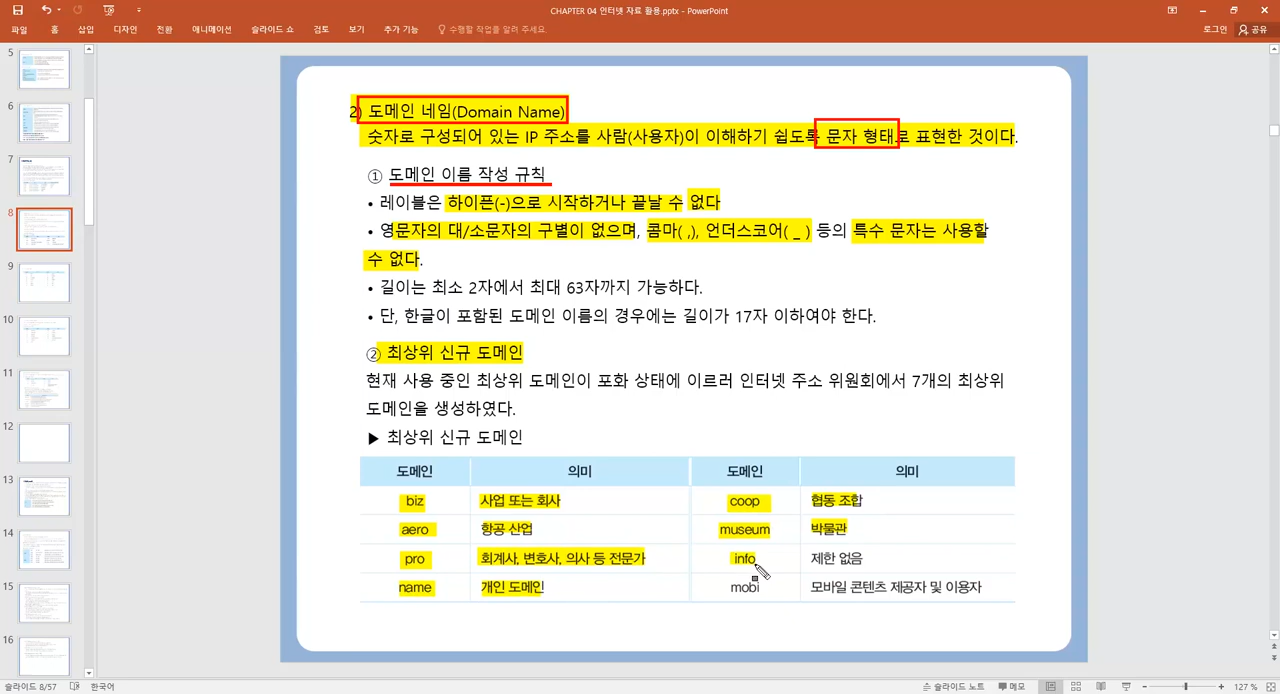 CHAPTER 04 인터넷 자료 활용.pptx - PowerPoint
파일 홈 삽입 디자인 전환 애니메이션 슬라이드 쇼 검토 보기 추가 기능 수행할 작업을 알려 주세요. 로그인 공유
5
6
7
8
9
10
11
12
13
14
15
16
2) 도메인 네임(Domain Name)
숫자로 구성되어 있는 IP 주소를 사람(사용자)이 이해하기 쉽도록 문자 형태로 표현한 것이다.
① 도메인 이름 작성 규칙
• 레이블은 하이픈(-)으로 시작하거나 끝날 수 없다
• 영문자의 대/소문자의 구별이 없으며, 콤마( ,), 언더스코어( _ ) 등의 특수 문자는 사용할
수 없다.
• 길이는 최소 2자에서 최대 63자까지 가능하다.
• 단, 한글이 포함된 도메인 이름의 경우에는 길이가 17자 이하여야 한다.
② 최상위 신규 도메인
현재 사용 중인 최상위 도메인이 포화 상태에 이르러 인터넷 주소 위원회에서 7개의 최상위
도메인을 생성하였다.
▶ 최상위 신규 도메인
도메인 의미 도메인 의미
biz 사업 또는 회사 coop 협동 조합
aero 항공 산업 museum 박물관
pro 회계사, 변호사, 의사 등 전문가 info 제한 없음
name 개인 도메인 mobi 모바일 콘텐츠 제공자 및 이용자
슬라이드 8/57 한국어 슬라이드 노트 메모 127 %